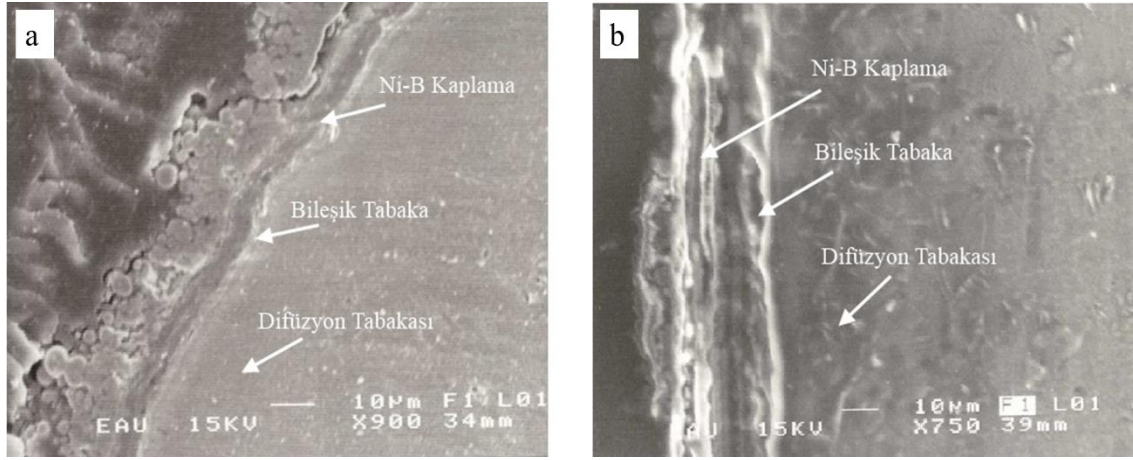 a
Ni-B Kaplama
Bileşik Tabaka
Difüzyon Tabakası
10µm F1 L01
EAU 15KV X900 34mm
b
Ni-B Kaplama
Bileşik Tabaka
Difüzyon Tabakası
10µm F1 L01
AU 15KV X750 39mm